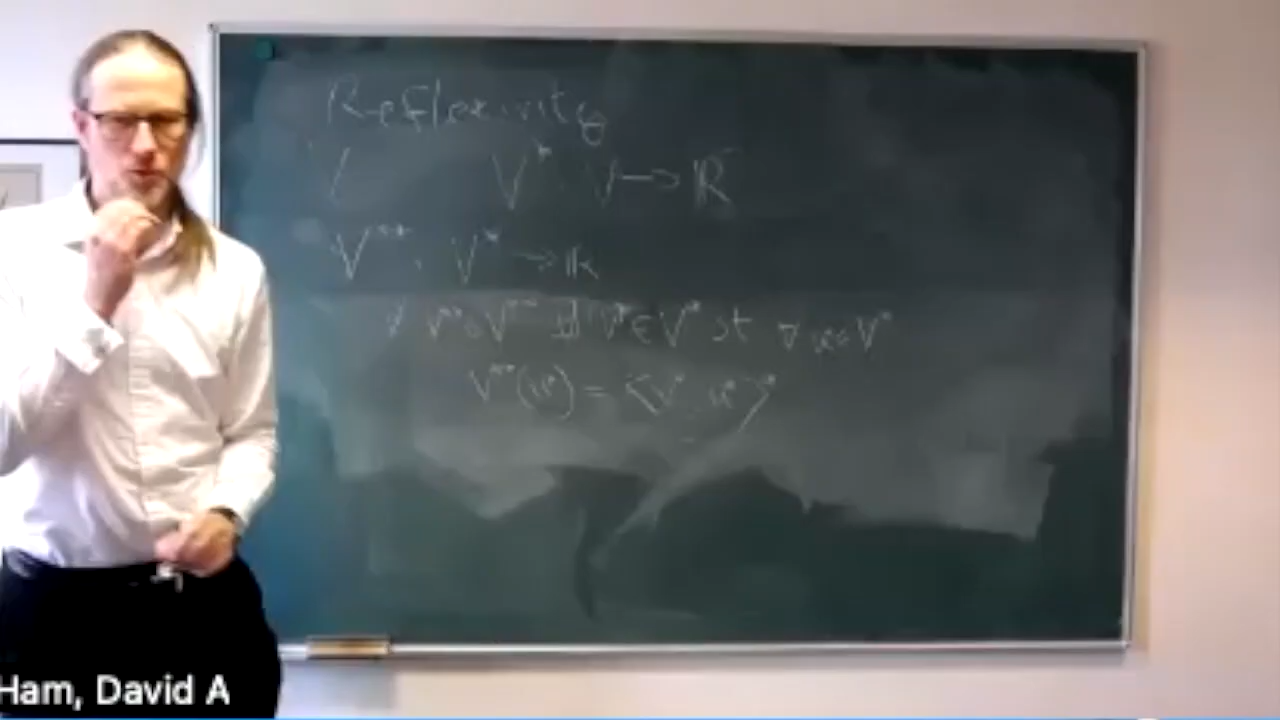 Reflexivity
V V* : V → ℝ
V** : V* → ℝ
∀ v** ∈ V** ∃! v* ∈ V* st ∀ u* ∈ V*
V**(u*) = ⟨v*, u*⟩*
Ham, David A